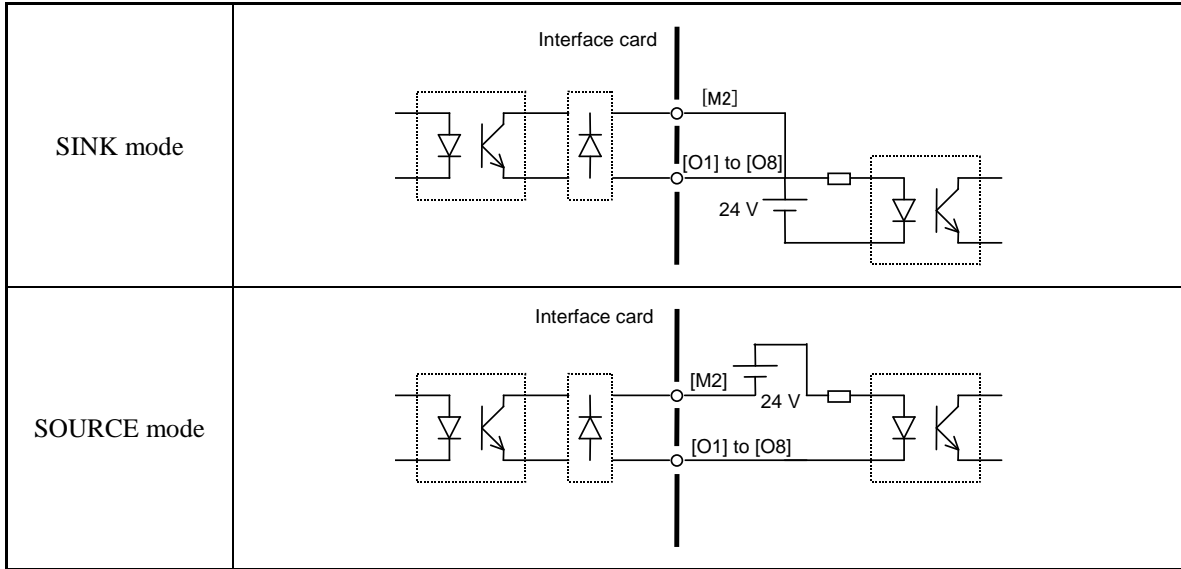 Interface card
[M2]
SINK mode
[O1] to [O8]
24 V
Interface card
[M2]
24 V
SOURCE mode
[O1] to [O8]